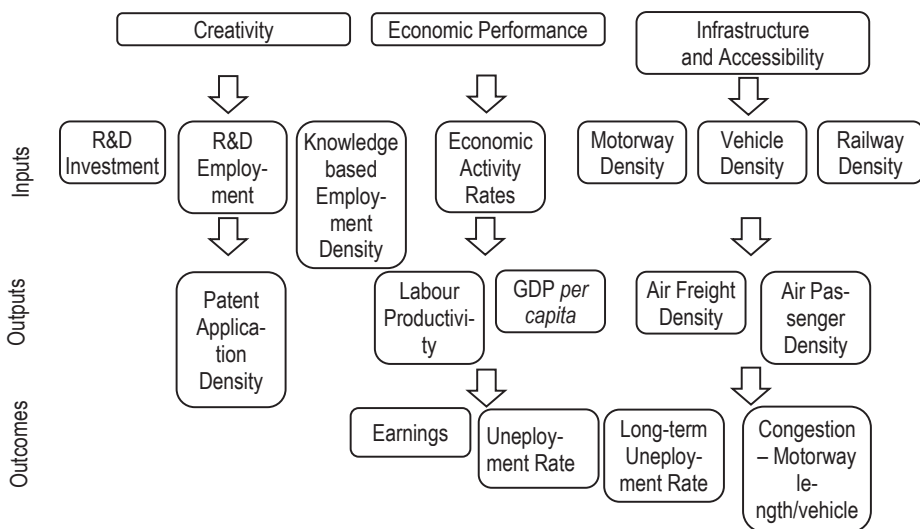 Creativity
Economic Performance
Infrastructure
and Accessibility
Inputs
R&D
Investment
R&D
Employ-
ment
Knowledge
based
Employ-
ment
Density
Economic
Activity
Rates
Motorway
Density
Vehicle
Density
Railway
Density
Outputs
Patent
Applica-
tion
Density
Labour
Productivi-
ty
GDP per
capita
Air Freight
Density
Air Pas-
senger
Density
Outcomes
Earnings
Uneploy-
ment Rate
Long-term
Uneploy-
ment Rate
Congestion
– Motorway
le-
ngth/vehicle